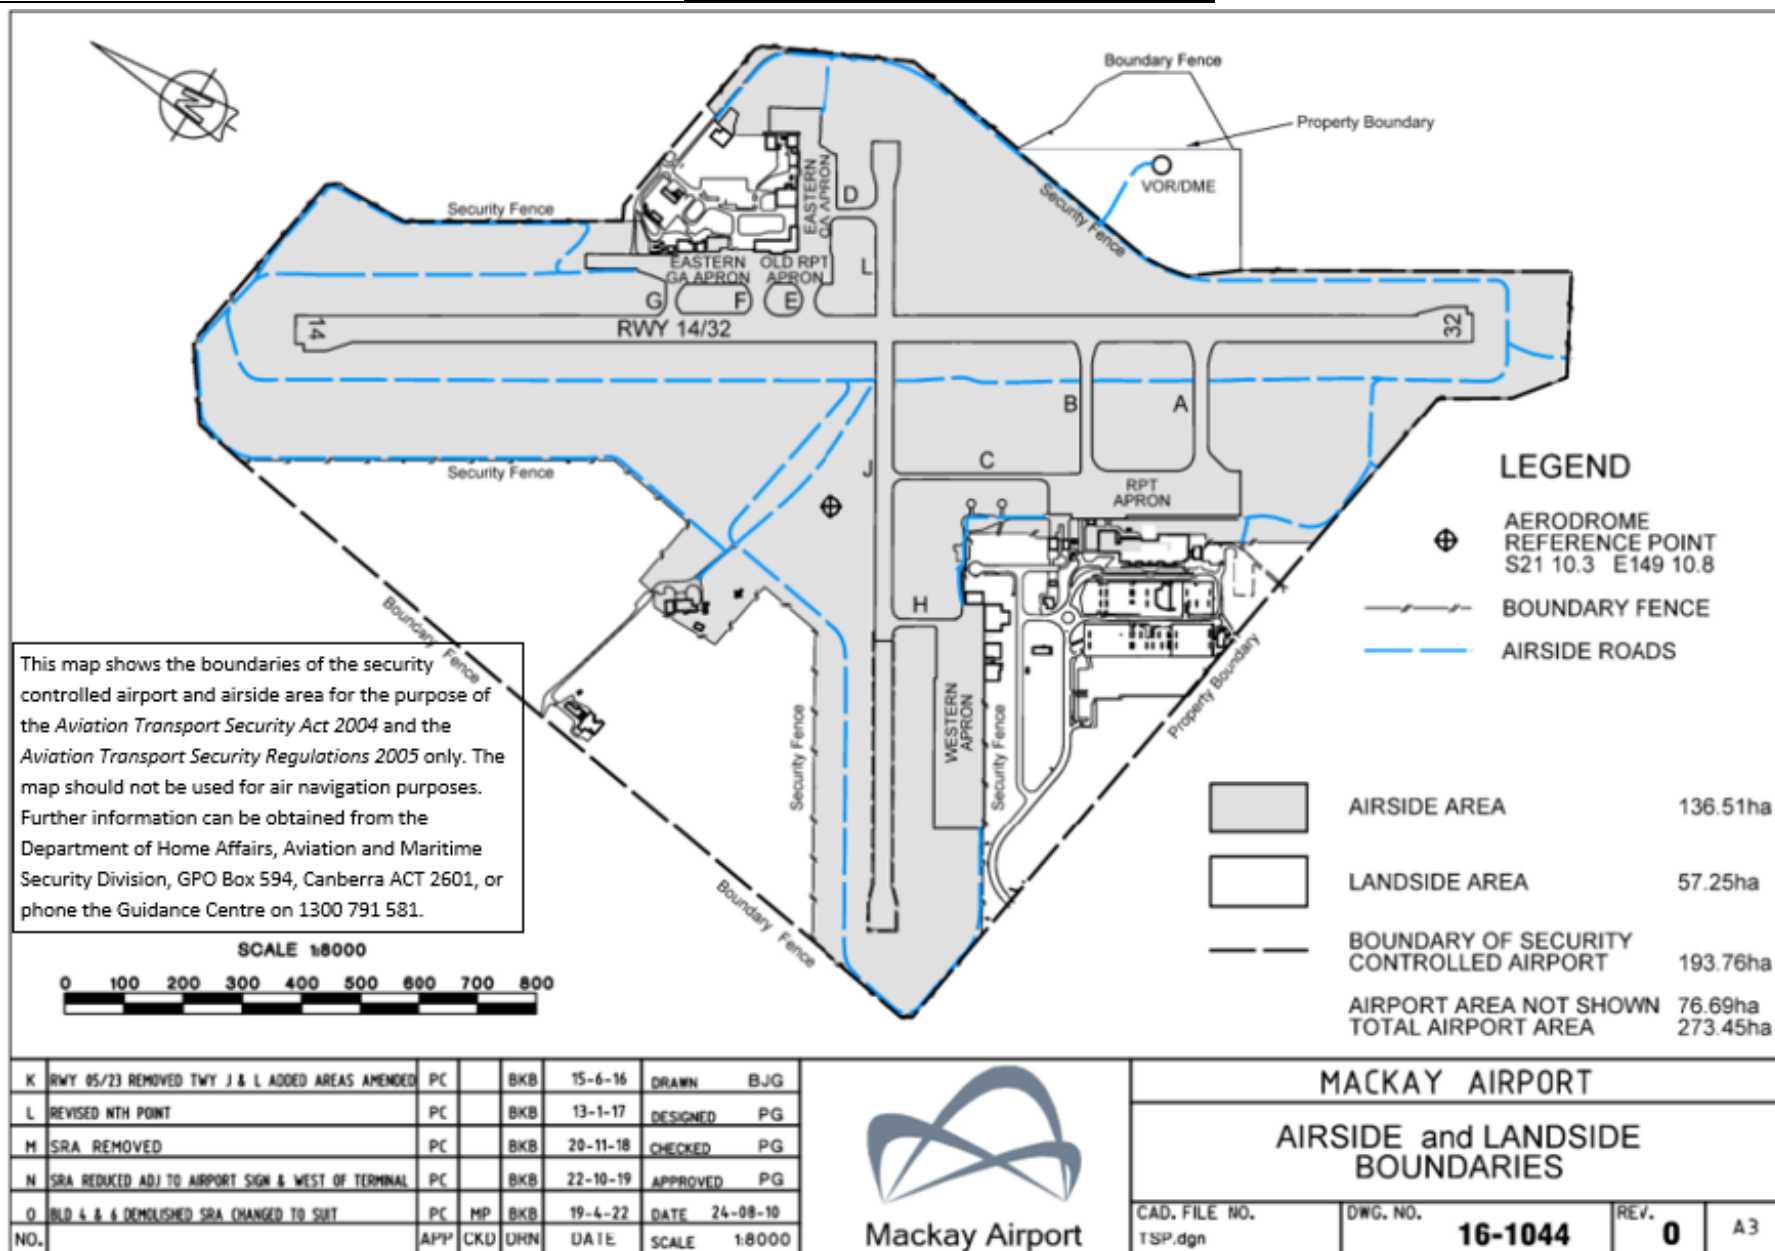 Boundary Fence
Property Boundary
VOR/DME
Security Fence
Security Fence
EASTERN
GA APRON
D
EASTERN
GA APRON
OLD RPT
APRON
L
G
F
E
14
RWY 14/32
32
B
A
C
J
Security Fence
RPT
APRON
H
Boundary Fence
Property Boundary
WESTERN
APRON
Security Fence
Security Fence
Boundary Fence
N
LEGEND
AERODROME
REFERENCE POINT
S21 10.3 E149 10.8
BOUNDARY FENCE
AIRSIDE ROADS
AIRSIDE AREA 136.51ha
LANDSIDE AREA 57.25ha
BOUNDARY OF SECURITY
CONTROLLED AIRPORT 193.76ha
AIRPORT AREA NOT SHOWN 76.69ha
TOTAL AIRPORT AREA 273.45ha
This map shows the boundaries of the security
controlled airport and airside area for the purpose of
the Aviation Transport Security Act 2004 and the
Aviation Transport Security Regulations 2005 only. The
map should not be used for air navigation purposes.
Further information can be obtained from the
Department of Home Affairs, Aviation and Maritime
Security Division, GPO Box 594, Canberra ACT 2601, or
phone the Guidance Centre on 1300 791 581.
SCALE 1:8000
0 100 200 300 400 500 600 700 800
K RWY 05/23 REMOVED TWY J & L ADDED AREAS AMENDED PC BKB 15-6-16
L REVISED NTH POINT PC BKB 13-1-17
M SRA REMOVED PC BKB 20-11-18
N SRA REDUCED ADJ TO AIRPORT SIGN & WEST OF TERMINAL PC BKB 22-10-19
O BLD 4 & 6 DEMOLISHED SRA CHANGED TO SUIT PC MP BKB 19-4-22
NO. APP CKD DRN DATE
DRAWN BJG
DESIGNED PG
CHECKED PG
APPROVED PG
DATE 24-08-10
SCALE 1:8000
Mackay Airport
MACKAY AIRPORT
AIRSIDE and LANDSIDE
BOUNDARIES
CAD. FILE NO.
TSP.dgn
DWG. NO.
16-1044
REV.
O
A3